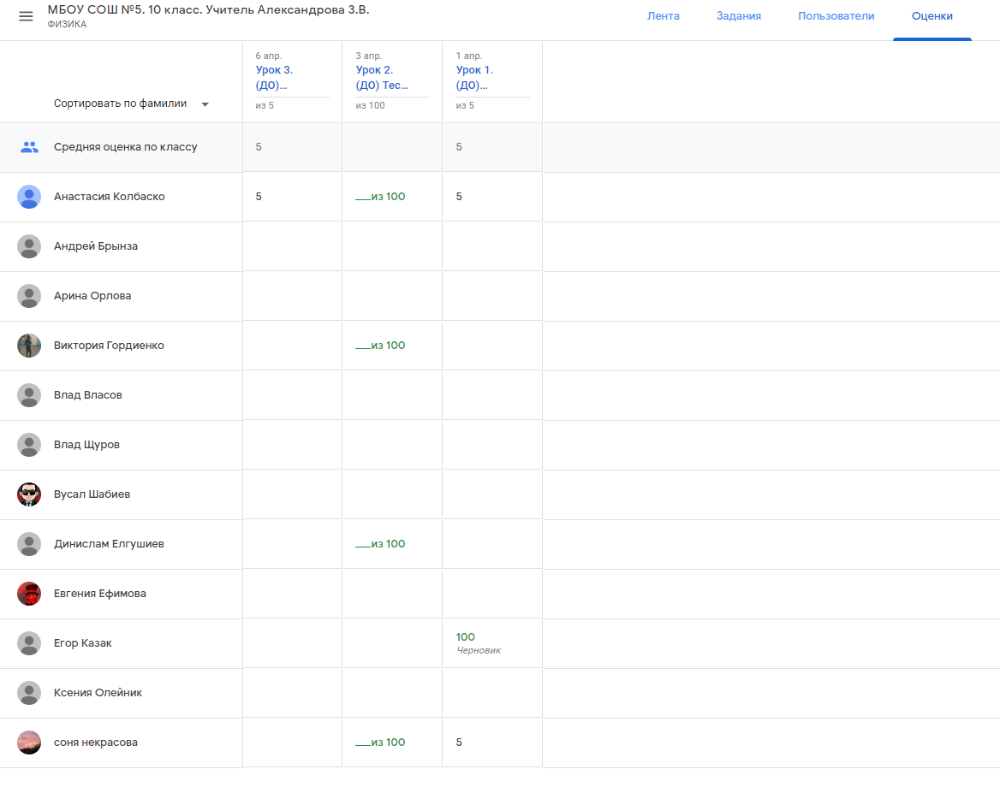 МБОУ СОШ №5. 10 класс. Учитель Александрова З.В.
ФИЗИКА
Лента Задания Пользователи Оценки
6 апр. 3 апр. 1 апр.
Урок 3. Урок 2. Урок 1.
(ДО)... (ДО) Тес... (ДО)...
Сортировать по фамилии из 5 из 100 из 5
Средняя оценка по классу 5 5
Анастасия Колбаско 5 ___из 100 5
Андрей Брынза
Арина Орлова
Виктория Гордиенко ___из 100
Влад Власов
Влад Щуров
Вусал Шабиев
Динислам Елгушиев ___из 100
Евгения Ефимова
Егор Казак 100
Черновик
Ксения Олейник
соня некрасова ___из 100 5